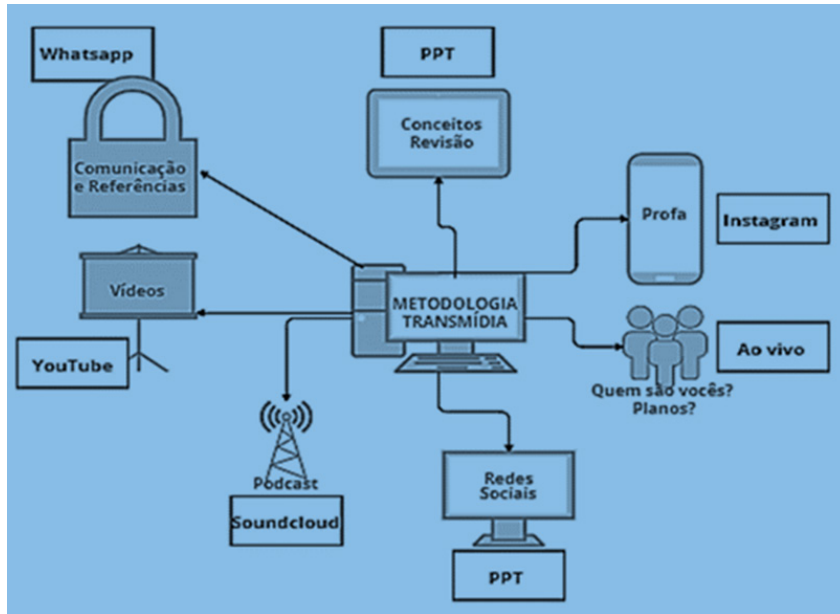 Whatsapp
Comunicação
e Referências
PPT
Conceitos
Revisão
Profa
Instagram
Vídeos
YouTube
METODOLOGIA
TRANSMÍDIA
Ao vivo
Quem são vocês?
Planos?
Podcast
Soundcloud
Redes
Sociais
PPT